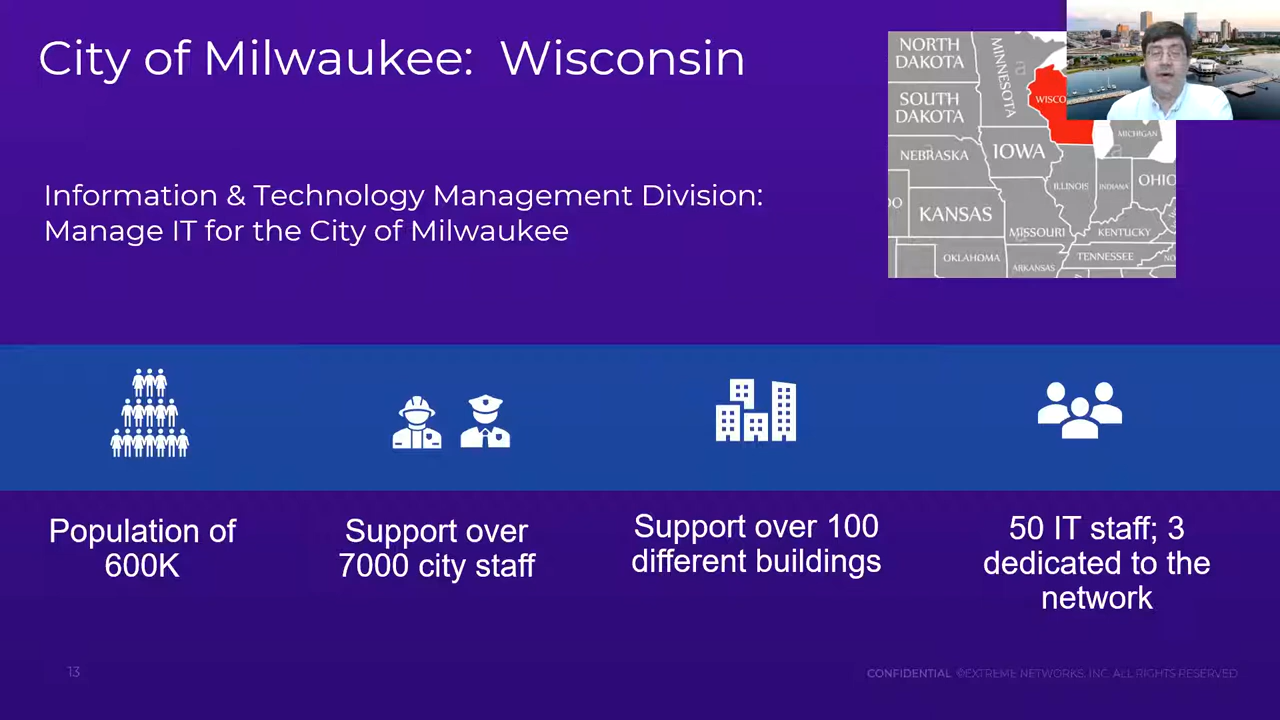 City of Milwaukee: Wisconsin
NORTH
DAKOTA
MINNESOTA
WISCO
SOUTH
DAKOTA
MICHIGAN
NEBRASKA
IOWA
ILLINOIS
INDIANA
OHIO
KANSAS
MISSOURI
KENTUCKY
OKLAHOMA
ARKANSAS
TENNESSEE
NO
Information & Technology Management Division:
Manage IT for the City of Milwaukee
Population of
600K
Support over
7000 city staff
Support over 100
different buildings
50 IT staff; 3
dedicated to the
network
13
CONFIDENTIAL ©EXTREME NETWORKS, INC. ALL RIGHTS RESERVED